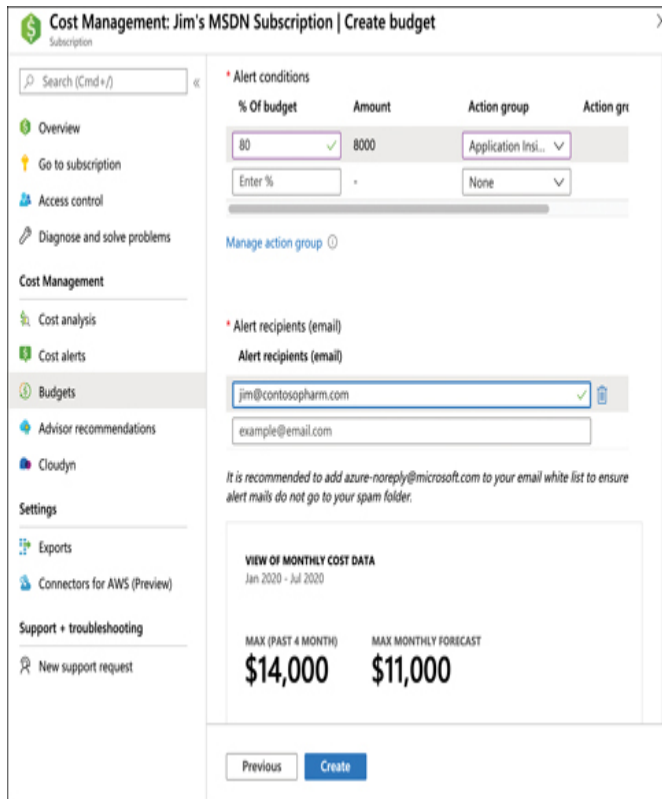 Cost Management: Jim's MSDN Subscription | Create budget
Subscription
Search (Cmd+/)
«
Overview
Go to subscription
Access control
Diagnose and solve problems
Cost Management
Cost analysis
Cost alerts
Budgets
Advisor recommendations
Cloudyn
Settings
Exports
Connectors for AWS (Preview)
Support + troubleshooting
New support request
* Alert conditions
% Of budget Amount Action group Action gro
80 8000 Application Insi...
Enter % - None
Manage action group
* Alert recipients (email)
Alert recipients (email)
jim@contosopharm.com
example@email.com
It is recommended to add azure-noreply@microsoft.com to your email white list to ensure
alert mails do not go to your spam folder.
VIEW OF MONTHLY COST DATA
Jan 2020 - Jul 2020
MAX (PAST 4 MONTH) MAX MONTHLY FORECAST
$14,000 $11,000
Previous Create